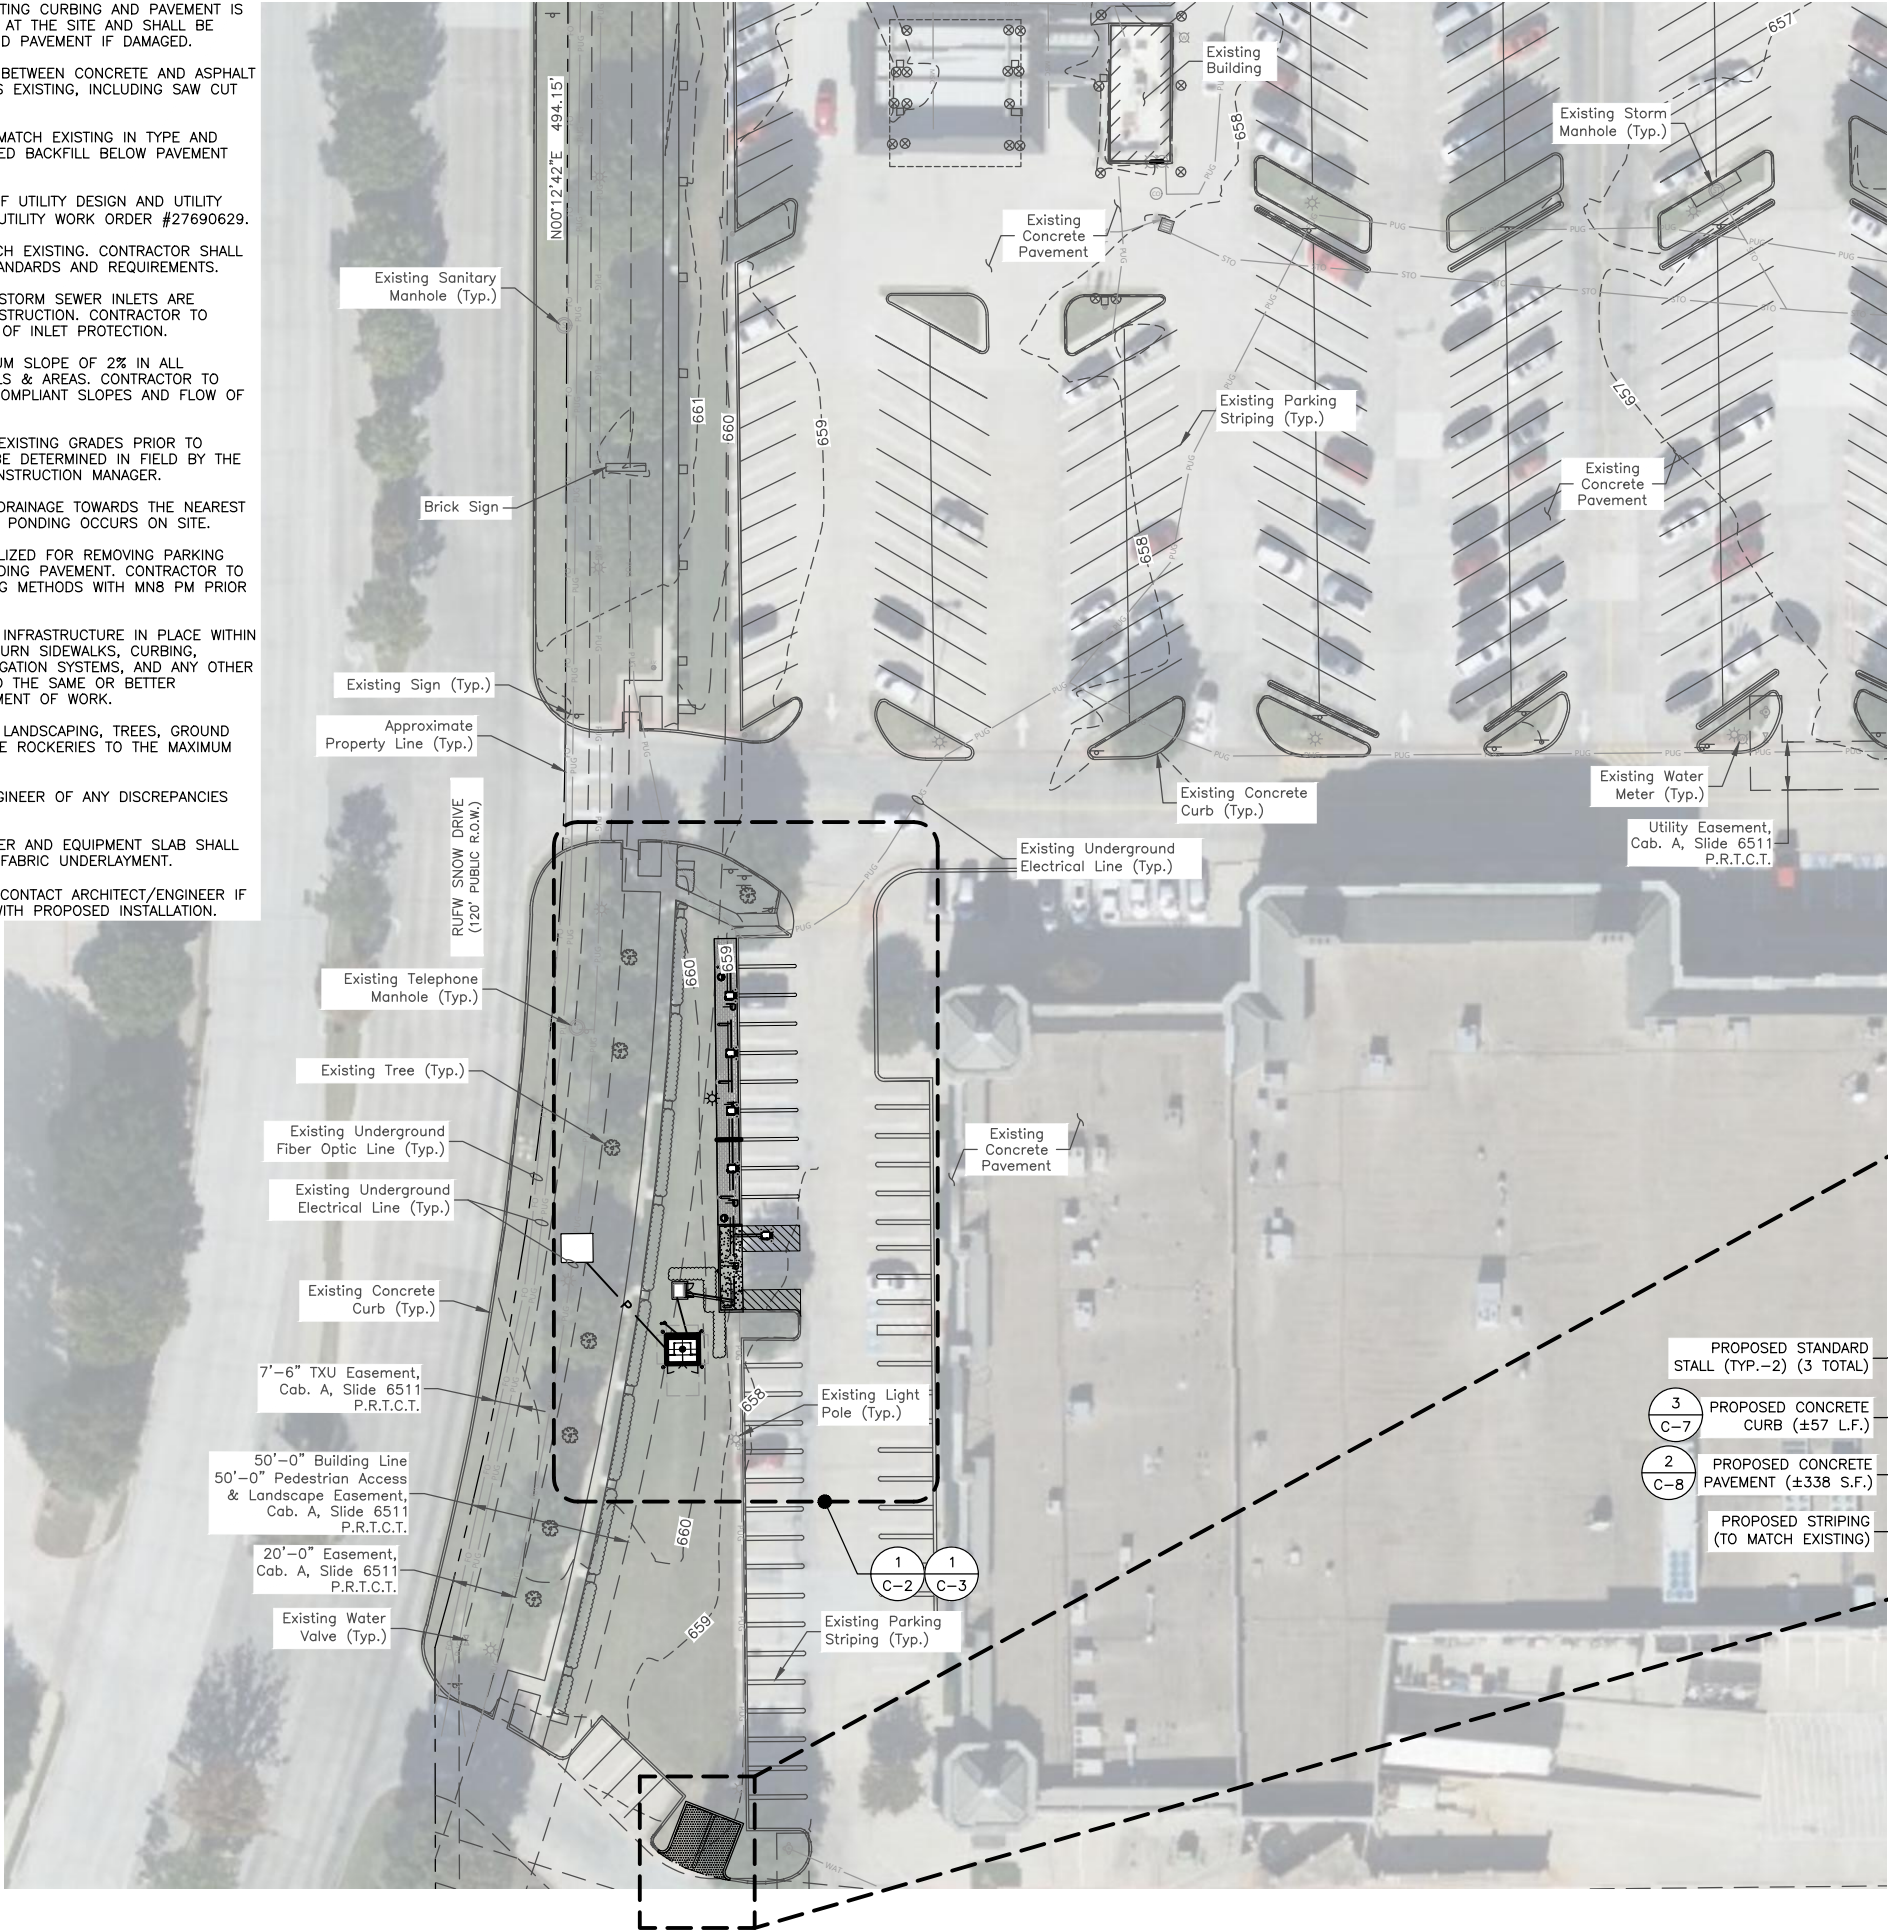 TING CURBING AND PAVEMENT IS
AT THE SITE AND SHALL BE
D PAVEMENT IF DAMAGED.
BETWEEN CONCRETE AND ASPHALT
S EXISTING, INCLUDING SAW CUT
MATCH EXISTING IN TYPE AND
ED BACKFILL BELOW PAVEMENT
F UTILITY DESIGN AND UTILITY
UTILITY WORK ORDER #27690629.
CH EXISTING. CONTRACTOR SHALL
ANDARDS AND REQUIREMENTS.
STORM SEWER INLETS ARE
STRUCTION. CONTRACTOR TO
OF INLET PROTECTION.
UM SLOPE OF 2% IN ALL
LS & AREAS. CONTRACTOR TO
OMPLIANT SLOPES AND FLOW OF
EXISTING GRADES PRIOR TO
BE DETERMINED IN FIELD BY THE
NSTRUCTION MANAGER.
DRAINAGE TOWARDS THE NEAREST
PONDING OCCURS ON SITE.
LIZED FOR REMOVING PARKING
DING PAVEMENT. CONTRACTOR TO
G METHODS WITH MN8 PM PRIOR
INFRASTRUCTURE IN PLACE WITHIN
URN SIDEWALKS, CURBING,
GATION SYSTEMS, AND ANY OTHER
O THE SAME OR BETTER
MENT OF WORK.
LANDSCAPING, TREES, GROUND
E ROCKERIES TO THE MAXIMUM
GINEER OF ANY DISCREPANCIES
ER AND EQUIPMENT SLAB SHALL
FABRIC UNDERLAYMENT.
CONTACT ARCHITECT/ENGINEER IF
WITH PROPOSED INSTALLATION.
N00°12'42"E 494.15'
Existing
Building
657
Existing Storm
Manhole (Typ.)
658
Existing
Concrete
Pavement
Existing Sanitary
Manhole (Typ.)
661
660
659
Existing Parking
Striping (Typ.)
657
Existing
Concrete
Pavement
Brick Sign
658
Existing Sign (Typ.)
Approximate
Property Line (Typ.)
RUFW SNOW DRIVE
(120' PUBLIC R.O.W.)
Existing Concrete
Curb (Typ.)
Existing Water
Meter (Typ.)
Utility Easement,
Cab. A, Slide 6511
P.R.T.C.T.
Existing Underground
Electrical Line (Typ.)
660
659
Existing Telephone
Manhole (Typ.)
Existing Tree (Typ.)
Existing Underground
Fiber Optic Line (Typ.)
Existing
Concrete
Pavement
Existing Underground
Electrical Line (Typ.)
P
Existing Concrete
Curb (Typ.)
7'-6" TXU Easement,
Cab. A, Slide 6511
P.R.T.C.T.
658
Existing Light
Pole (Typ.)
50'-0" Building Line
50'-0" Pedestrian Access
& Landscape Easement,
Cab. A, Slide 6511
P.R.T.C.T.
660
20'-0" Easement,
Cab. A, Slide 6511
P.R.T.C.T.
1
C-2
1
C-3
Existing Water
Valve (Typ.)
659
Existing Parking
Striping (Typ.)
PROPOSED STANDARD
STALL (TYP.-2) (3 TOTAL)
3
C-7
PROPOSED CONCRETE
CURB (±57 L.F.)
2
C-8
PROPOSED CONCRETE
PAVEMENT (±338 S.F.)
PROPOSED STRIPING
(TO MATCH EXISTING)
PUG
STO
WAT